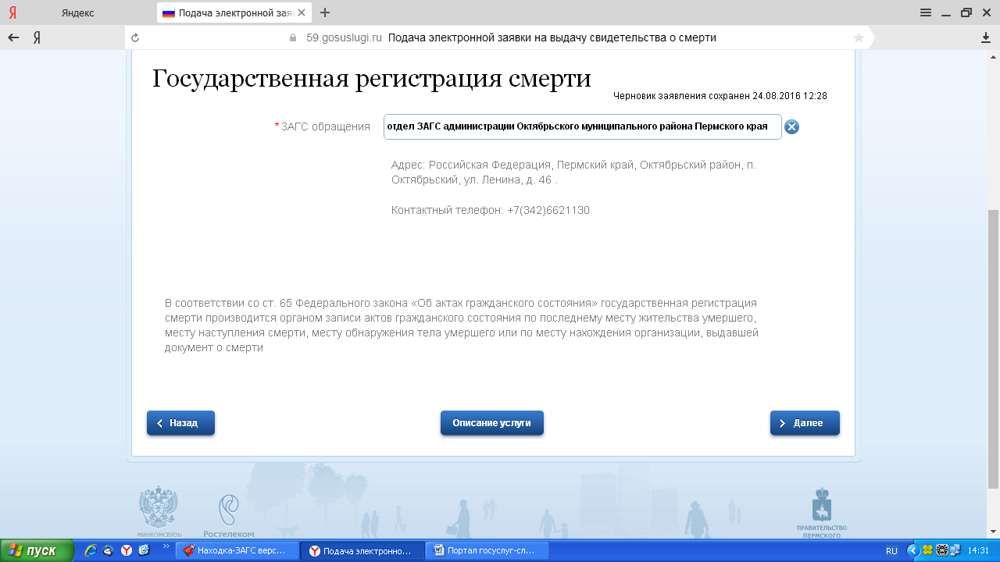 Я
Яндекс
Подача электронной зая
Я
59.gosuslugi.ru Подача электронной заявки на выдачу свидетельства о смерти
Государственная регистрация смерти
Черновик заявления сохранен 24.08.2016 12:28
* ЗАГС обращения
отдел ЗАГС администрации Октябрьского муниципального района Пермского края
Адрес: Российская Федерация, Пермский край, Октябрьский район, п.
Октябрьский, ул. Ленина, д. 46 .
Контактный телефон: +7(342)6621130
В соответствии со ст. 65 Федерального закона «Об актах гражданского состояния» государственная регистрация
смерти производится органом записи актов гражданского состояния по последнему месту жительства умершего,
месту наступления смерти, месту обнаружения тела умершего или по месту нахождения организации, выдавшей
документ о смерти
Назад
Описание услуги
Далее
МИНКОМСВЯЗЬ
Ростелеком
ПРАВИТЕЛЬСТВО
ПЕРМСКОГО
пуск
Находка-ЗАГС верс...
Подача электронно...
Портал госуслуг-сл...
RU
14:31